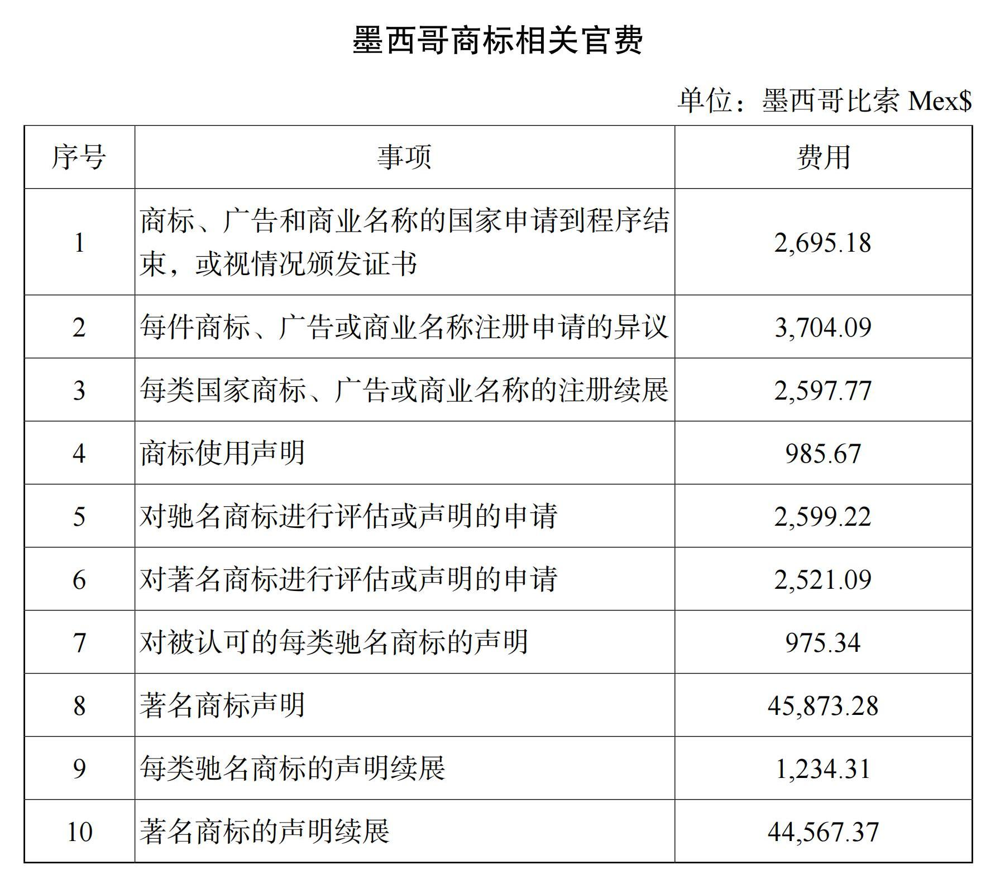 墨西哥商标相关官费
单位：墨西哥比索 Mex$
序号 事项 费用
1 商标、广告和商业名称的国家申请到程序结 2,695.18
束，或视情况颁发证书
2 每件商标、广告或商业名称注册申请的异议 3,704.09
3 每类国家商标、广告或商业名称的注册续展 2,597.77
4 商标使用声明 985.67
5 对驰名商标进行评估或声明的申请 2,599.22
6 对著名商标进行评估或声明的申请 2,521.09
7 对被认可的每类驰名商标的声明 975.34
8 著名商标声明 45,873.28
9 每类驰名商标的声明续展 1,234.31
10 著名商标的声明续展 44,567.37